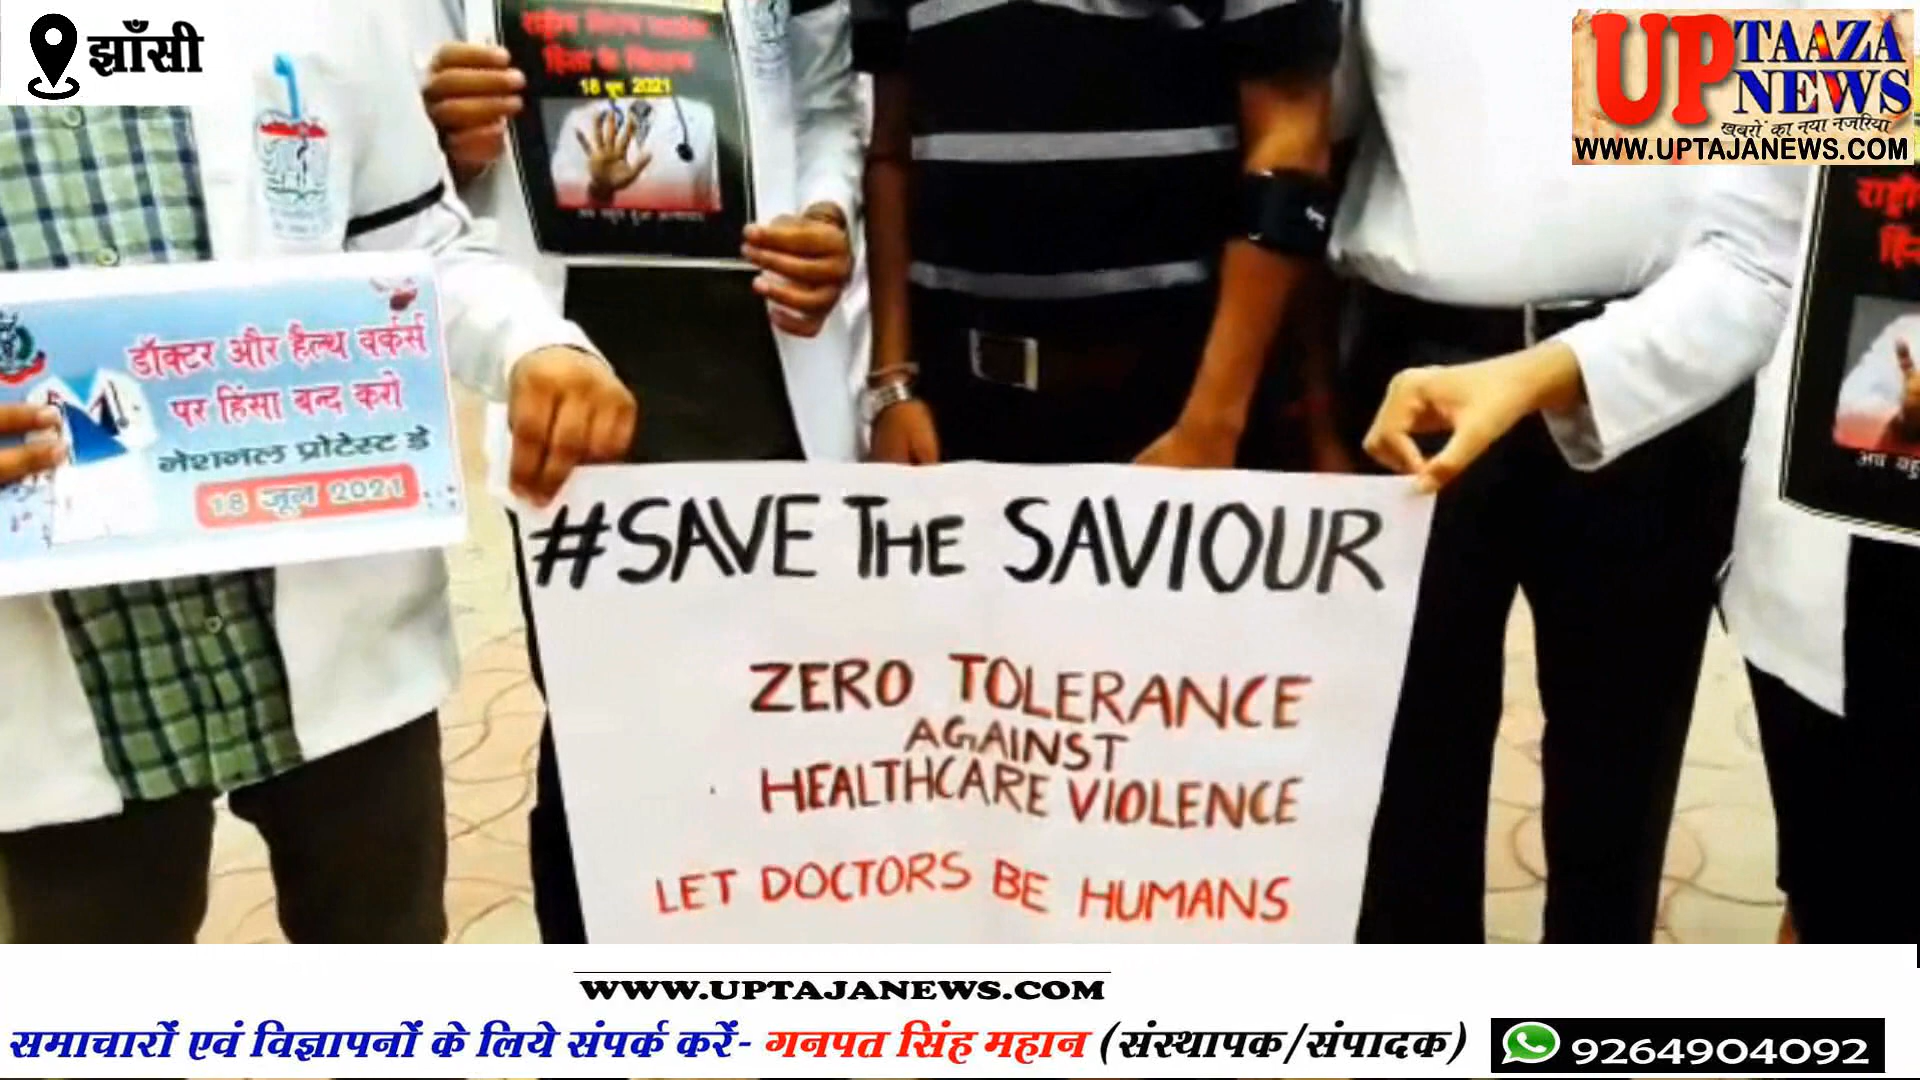 झाँसी
UP TAAZA NEWS
खबरों का नया नजरिया
WWW.UPTAJANEWS.COM
18 जून 2021
डॉक्टर और हैल्थ वर्कर्स
पर हिंसा बन्द करो
नेशनल प्रोटेस्ट डे
18 जून 2021
#SAVE THE SAVIOUR
ZERO TOLERANCE
AGAINST
HEALTHCARE VIOLENCE
LET DOCTORS BE HUMANS
WWW.UPTAJANEWS.COM
समाचारों एवं विज्ञापनों के लिये संपर्क करें- गनपत सिंह महान (संस्थापक/संपादक)
9264904092